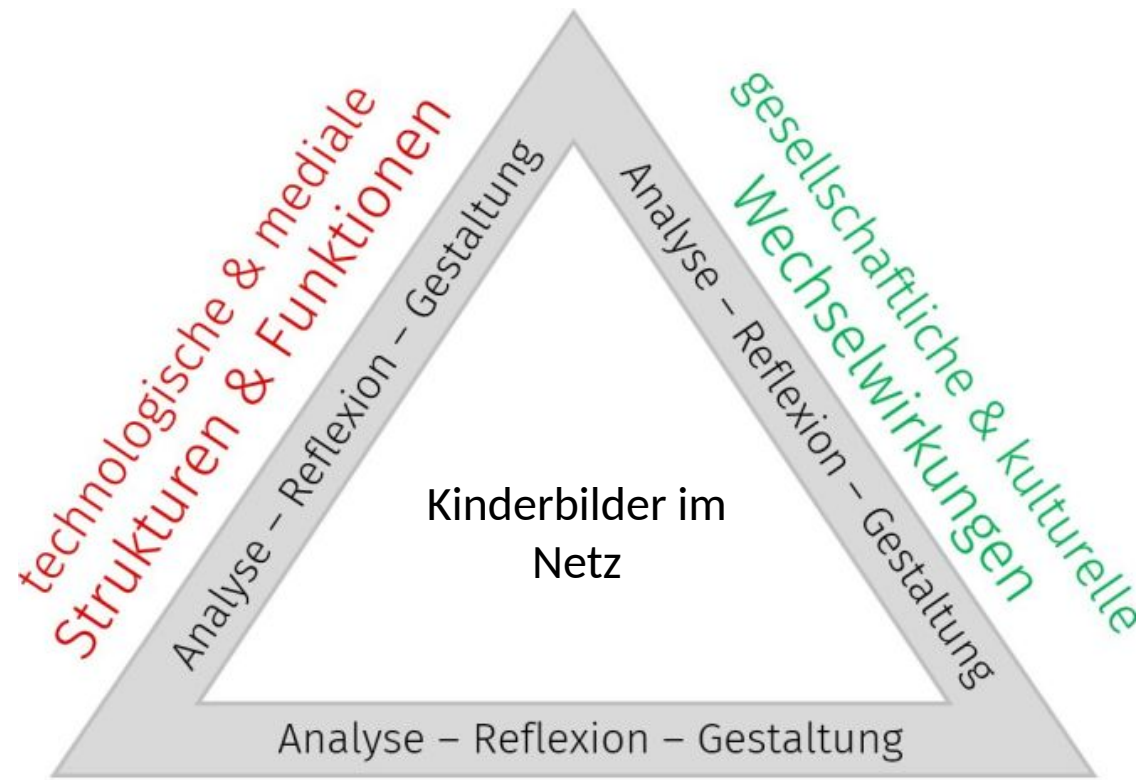 technologische & mediale
Strukturen & Funktionen
Analyse – Reflexion – Gestaltung
gesellschaftliche & kulturelle
Wechselwirkungen
Analyse – Reflexion – Gestaltung
Kinderbilder im
Netz
Analyse – Reflexion – Gestaltung